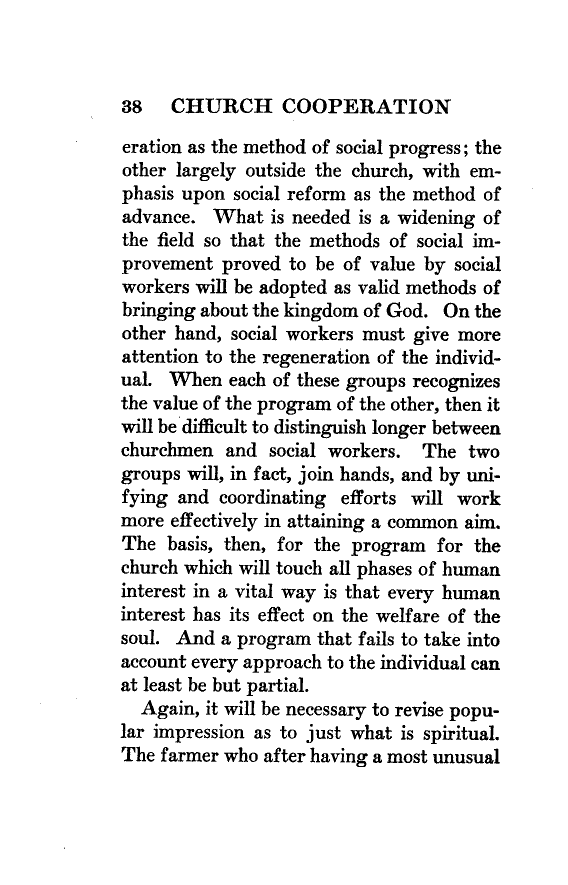 38 CHURCH COOPERATION
eration as the method of social progress; the
other largely outside the church, with em-
phasis upon social reform as the method of
advance. What is needed is a widening of
the field so that the methods of social im-
provement proved to be of value by social
workers will be adopted as valid methods of
bringing about the kingdom of God. On the
other hand, social workers must give more
attention to the regeneration of the individ-
ual. When each of these groups recognizes
the value of the program of the other, then it
will be difficult to distinguish longer between
churchmen and social workers. The two
groups will, in fact, join hands, and by uni-
fying and coordinating efforts will work
more effectively in attaining a common aim.
The basis, then, for the program for the
church which will touch all phases of human
interest in a vital way is that every human
interest has its effect on the welfare of the
soul. And a program that fails to take into
account every approach to the individual can
at least be but partial.
Again, it will be necessary to revise popu-
lar impression as to just what is spiritual.
The farmer who after having a most unusual